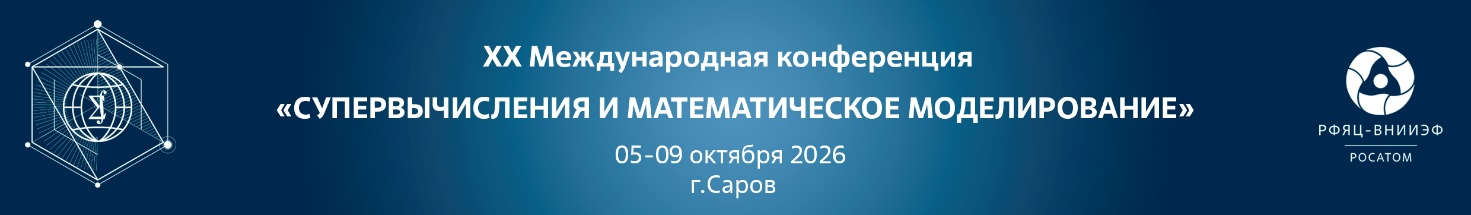 XX Международная конференция
«СУПЕРВЫЧИСЛЕНИЯ И МАТЕМАТИЧЕСКОЕ МОДЕЛИРОВАНИЕ»
05-09 октября 2026
г.Саров
РФЯЦ-ВНИИЭФ
РОСАТОМ